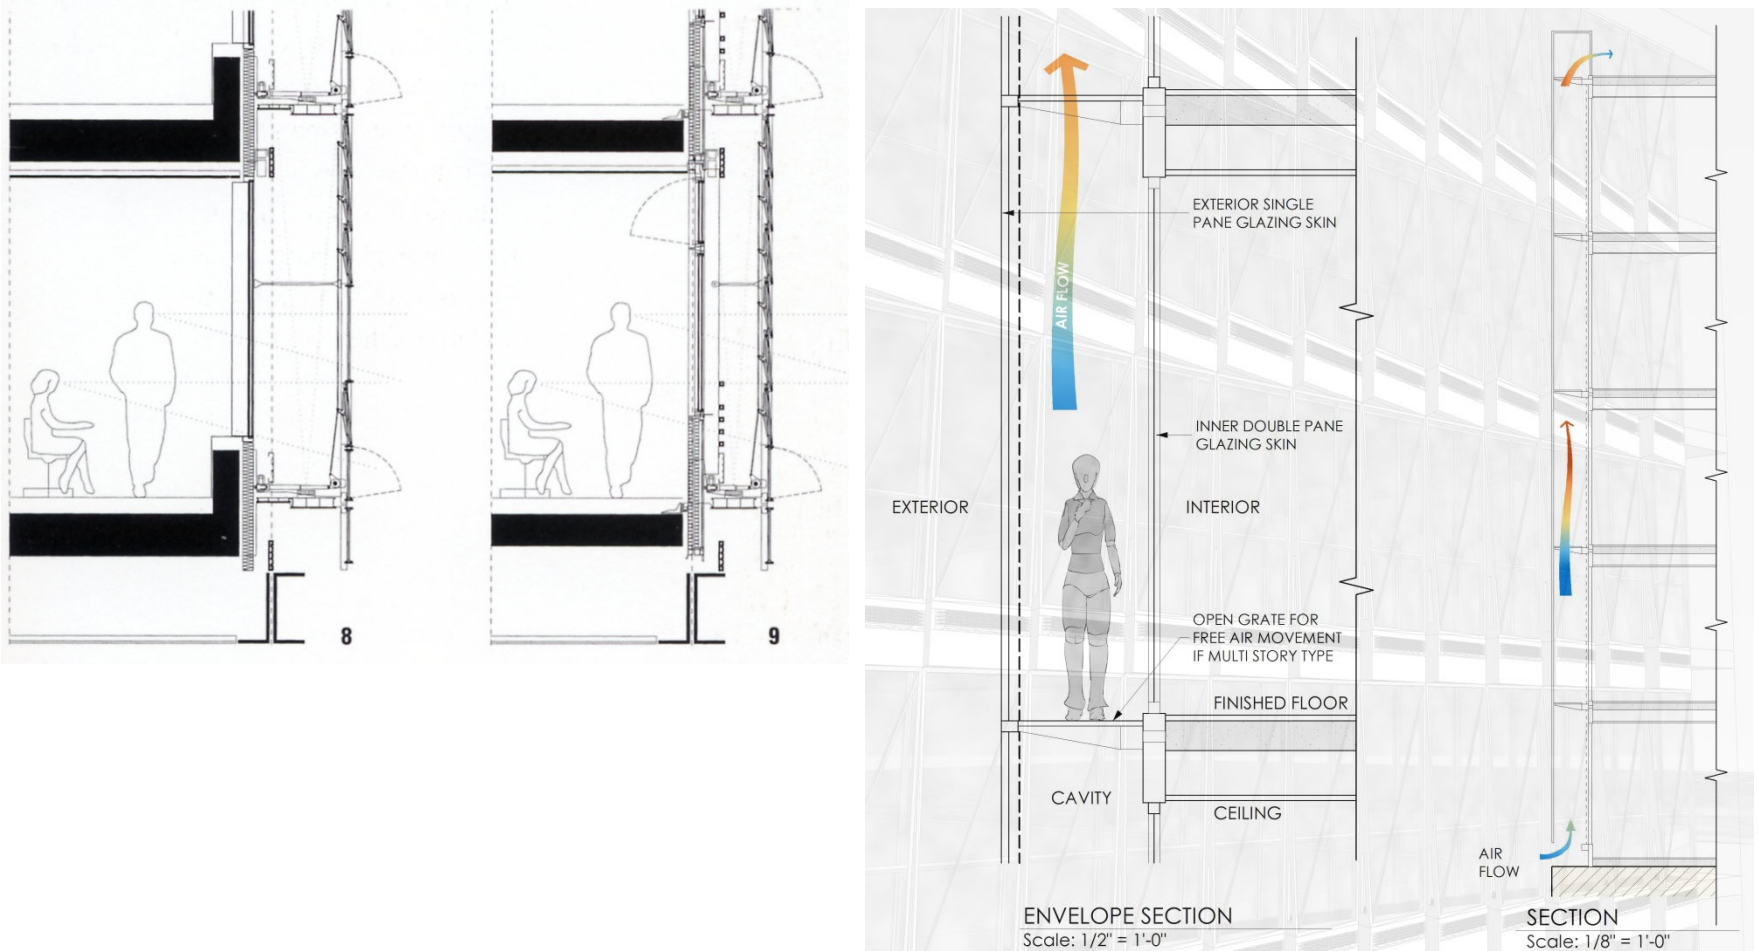 8
9
EXTERIOR SINGLE
PANE GLAZING SKIN
AIR FLOW
INNER DOUBLE PANE
GLAZING SKIN
EXTERIOR
INTERIOR
OPEN GRATE FOR
FREE AIR MOVEMENT
IF MULTI STORY TYPE
FINISHED FLOOR
CAVITY
CEILING
ENVELOPE SECTION
Scale: 1/2" = 1'-0"
AIR
FLOW
SECTION
Scale: 1/8" = 1'-0"